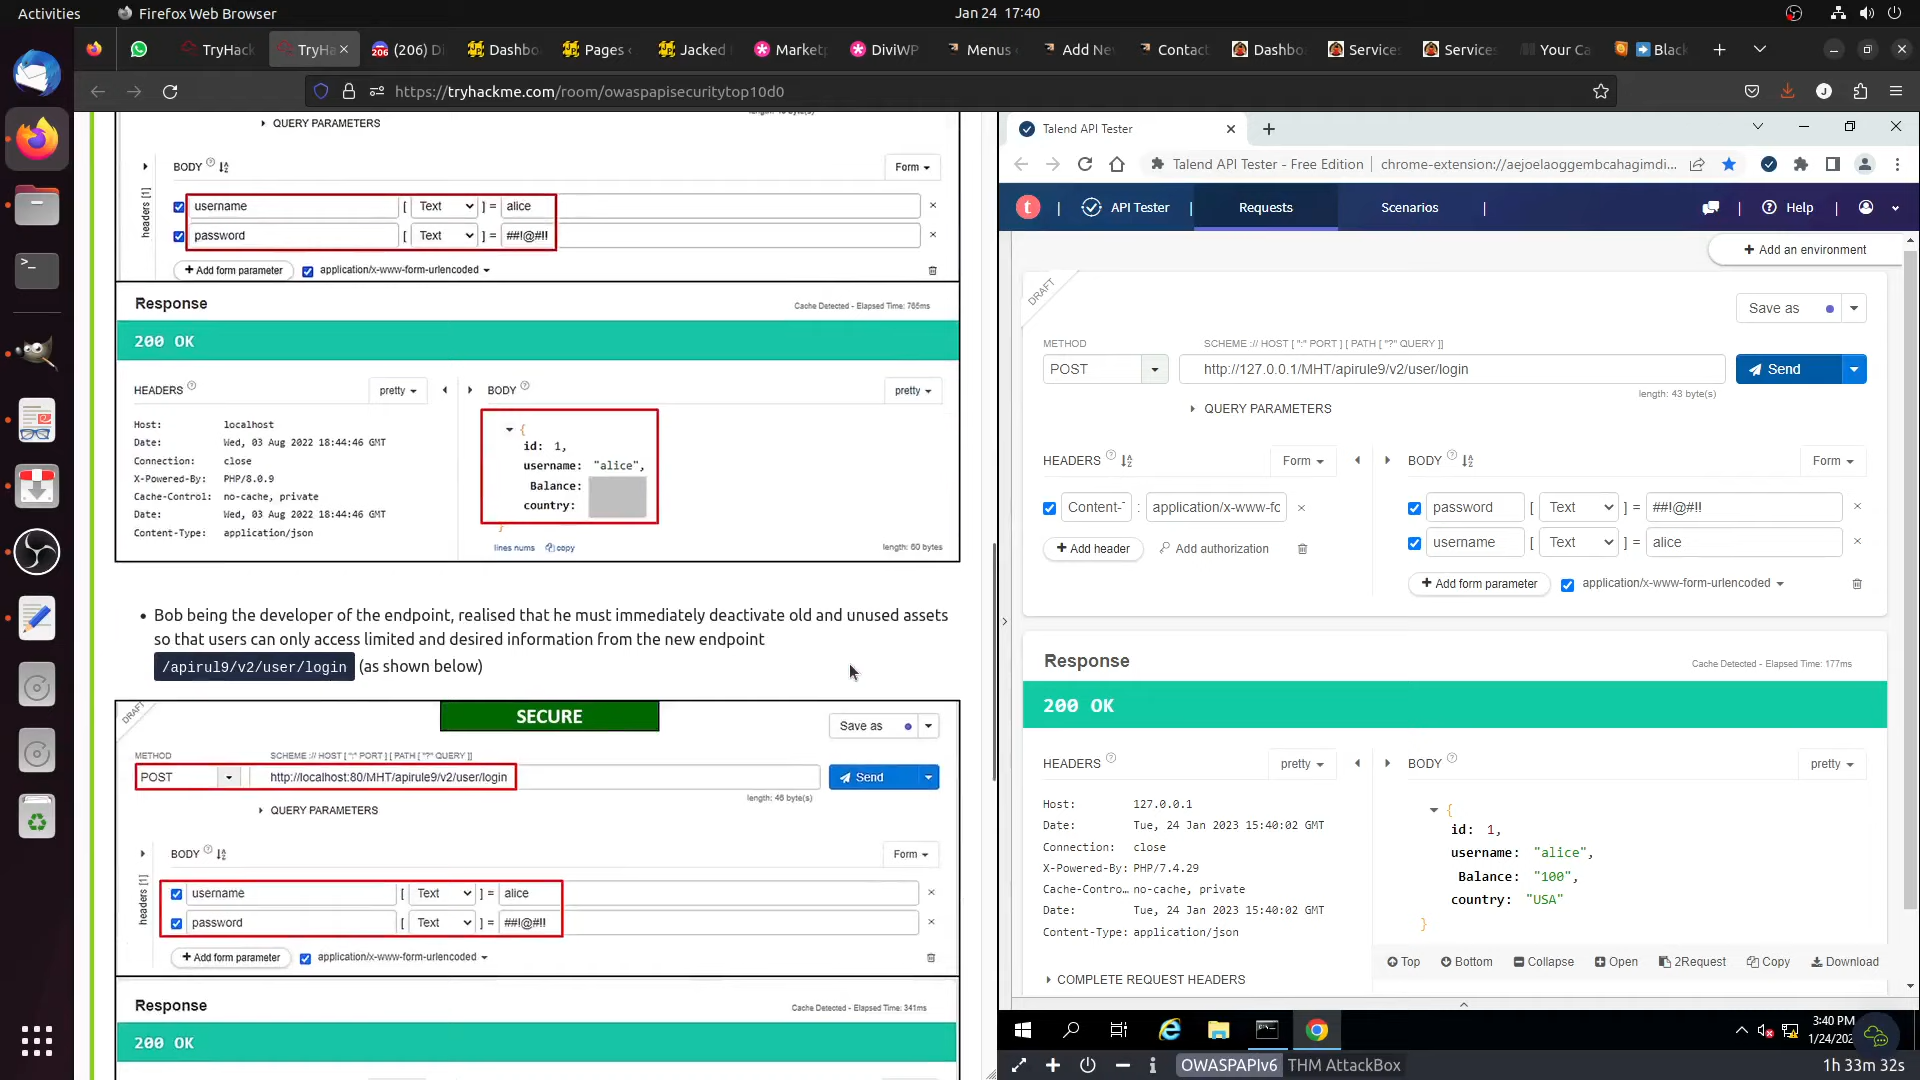 Activities
Firefox Web Browser
Jan 24  17:40
TryHack
TryHa
(206) Di
Dashbo
Pages ‹
Jacked
Market
DiviWP
Menus
Add Ne
Contact
Dashbo
Services
Services
Your Ca
Black
https://tryhackme.com/room/owaspapisecuritytop10d0
QUERY PARAMETERS
BODY
Form
headers [1]
username [ Text ] = alice
password [ Text ] = ##!@#!!
Add form parameter
application/x-www-form-urlencoded
Response
Cache Detected - Elapsed Time: 765ms
200 OK
HEADERS
pretty
BODY
pretty
Host: localhost
Date: Wed, 03 Aug 2022 18:44:46 GMT
Connection: close
X-Powered-By: PHP/8.0.9
Cache-Control: no-cache, private
Date: Wed, 03 Aug 2022 18:44:46 GMT
Content-Type: application/json
{
id: 1,
username: "alice",
Balance:
country:
}
lines nums
copy
length: 60 bytes
• Bob being the developer of the endpoint, realised that he must immediately deactivate old and unused assets
so that users can only access limited and desired information from the new endpoint
/apirul9/v2/user/login (as shown below)
DRAFT
SECURE
Save as
METHOD
SCHEME :// HOST [ ":" PORT ] [ PATH [ "?" QUERY ]]
POST
http://localhost:80/MHT/apirule9/v2/user/login
Send
length: 46 byte(s)
QUERY PARAMETERS
BODY
Form
headers [1]
username [ Text ] = alice
password [ Text ] = ##!@#!!
Add form parameter
application/x-www-form-urlencoded
Response
Cache Detected - Elapsed Time: 341ms
200 OK
Talend API Tester
Talend API Tester - Free Edition
chrome-extension://aejoelaoggembcahagimdi...
API Tester
Requests
Scenarios
Help
Add an environment
DRAFT
Save as
METHOD
SCHEME :// HOST [ ":" PORT ] [ PATH [ "?" QUERY ]]
POST
http://127.0.0.1/MHT/apirule9/v2/user/login
Send
length: 43 byte(s)
QUERY PARAMETERS
HEADERS
Form
BODY
Form
Content-T : application/x-www-fo
Add header
Add authorization
password [ Text ] = ##!@#!!
username [ Text ] = alice
Add form parameter
application/x-www-form-urlencoded
Response
Cache Detected - Elapsed Time: 177ms
200 OK
HEADERS
pretty
BODY
pretty
Host: 127.0.0.1
Date: Tue, 24 Jan 2023 15:40:02 GMT
Connection: close
X-Powered-By: PHP/7.4.29
Cache-Contro... no-cache, private
Date: Tue, 24 Jan 2023 15:40:02 GMT
Content-Type: application/json
{
id: 1,
username: "alice",
Balance: "100",
country: "USA"
}
Top
Bottom
Collapse
Open
2Request
Copy
Download
COMPLETE REQUEST HEADERS
3:40 PM
1/24/202
OWASPAPIv6
THM AttackBox
1h 33m 32s